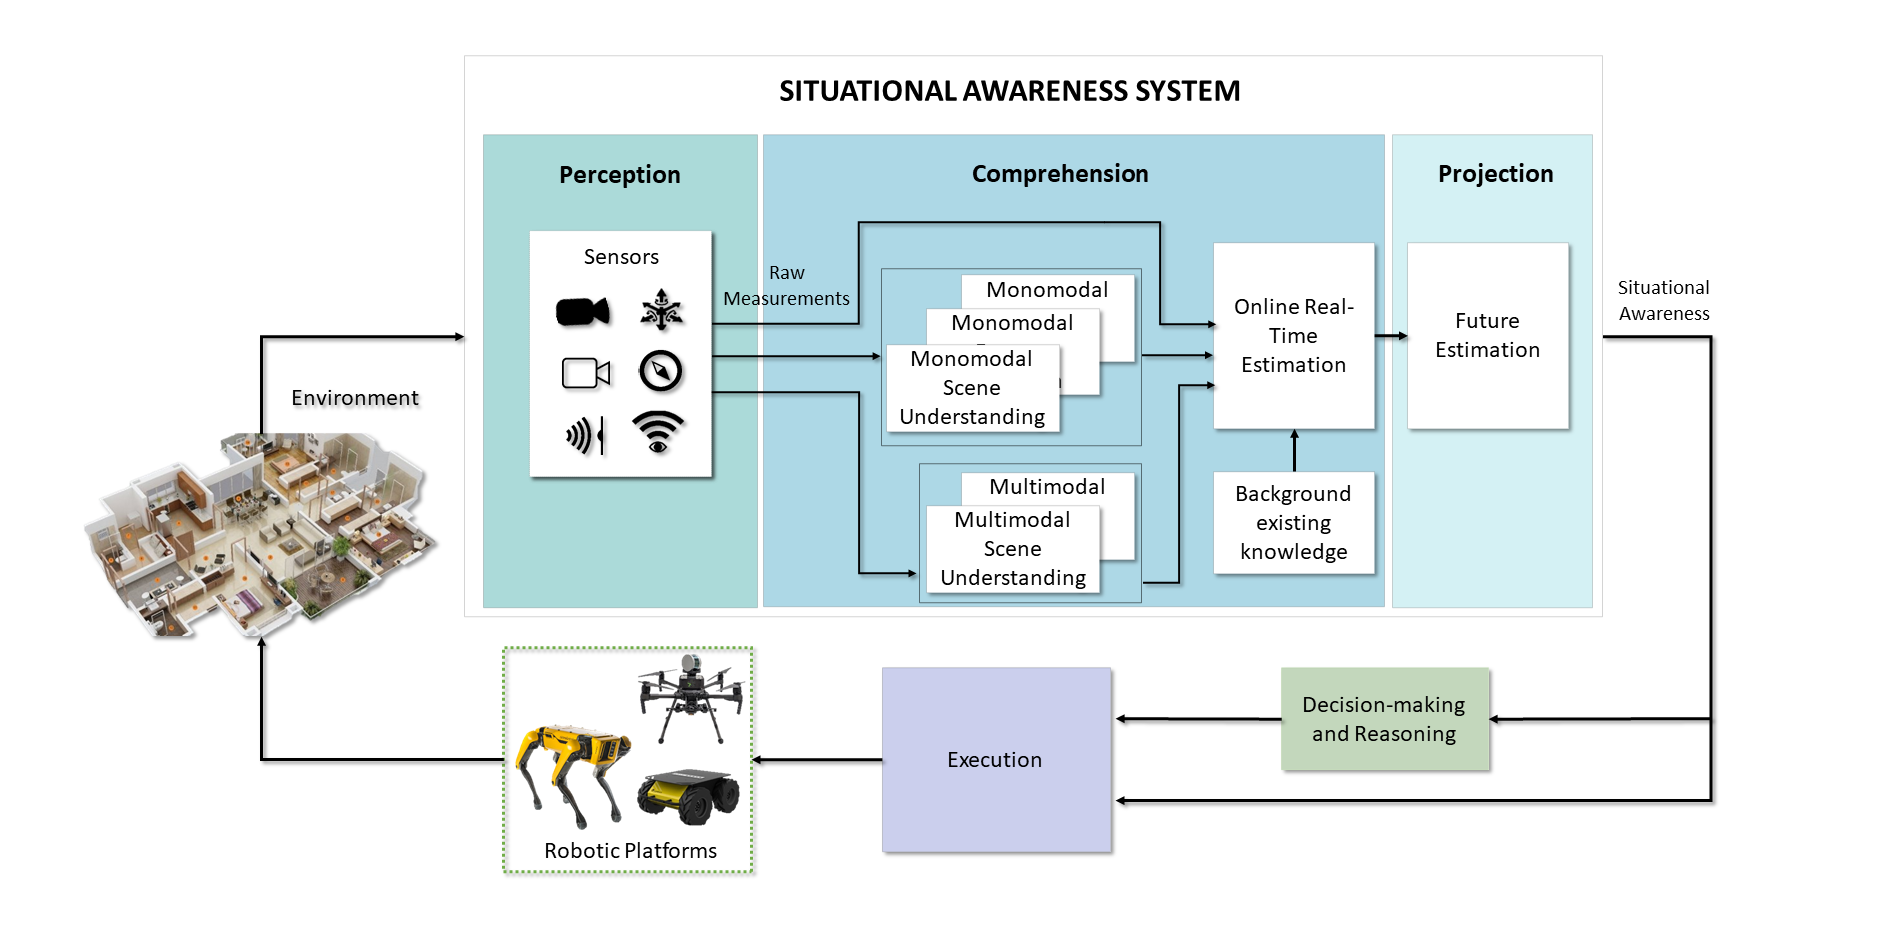 SITUATIONAL AWARENESS SYSTEM
Perception
Comprehension
Projection
Sensors
Raw
Measurements
Monomodal
Monomodal
Monomodal
Scene
Understanding
Multimodal
Multimodal
Scene
Understanding
Online Real-
Time
Estimation
Background
existing
knowledge
Future
Estimation
Situational
Awareness
Environment
Robotic Platforms
Execution
Decision-making
and Reasoning